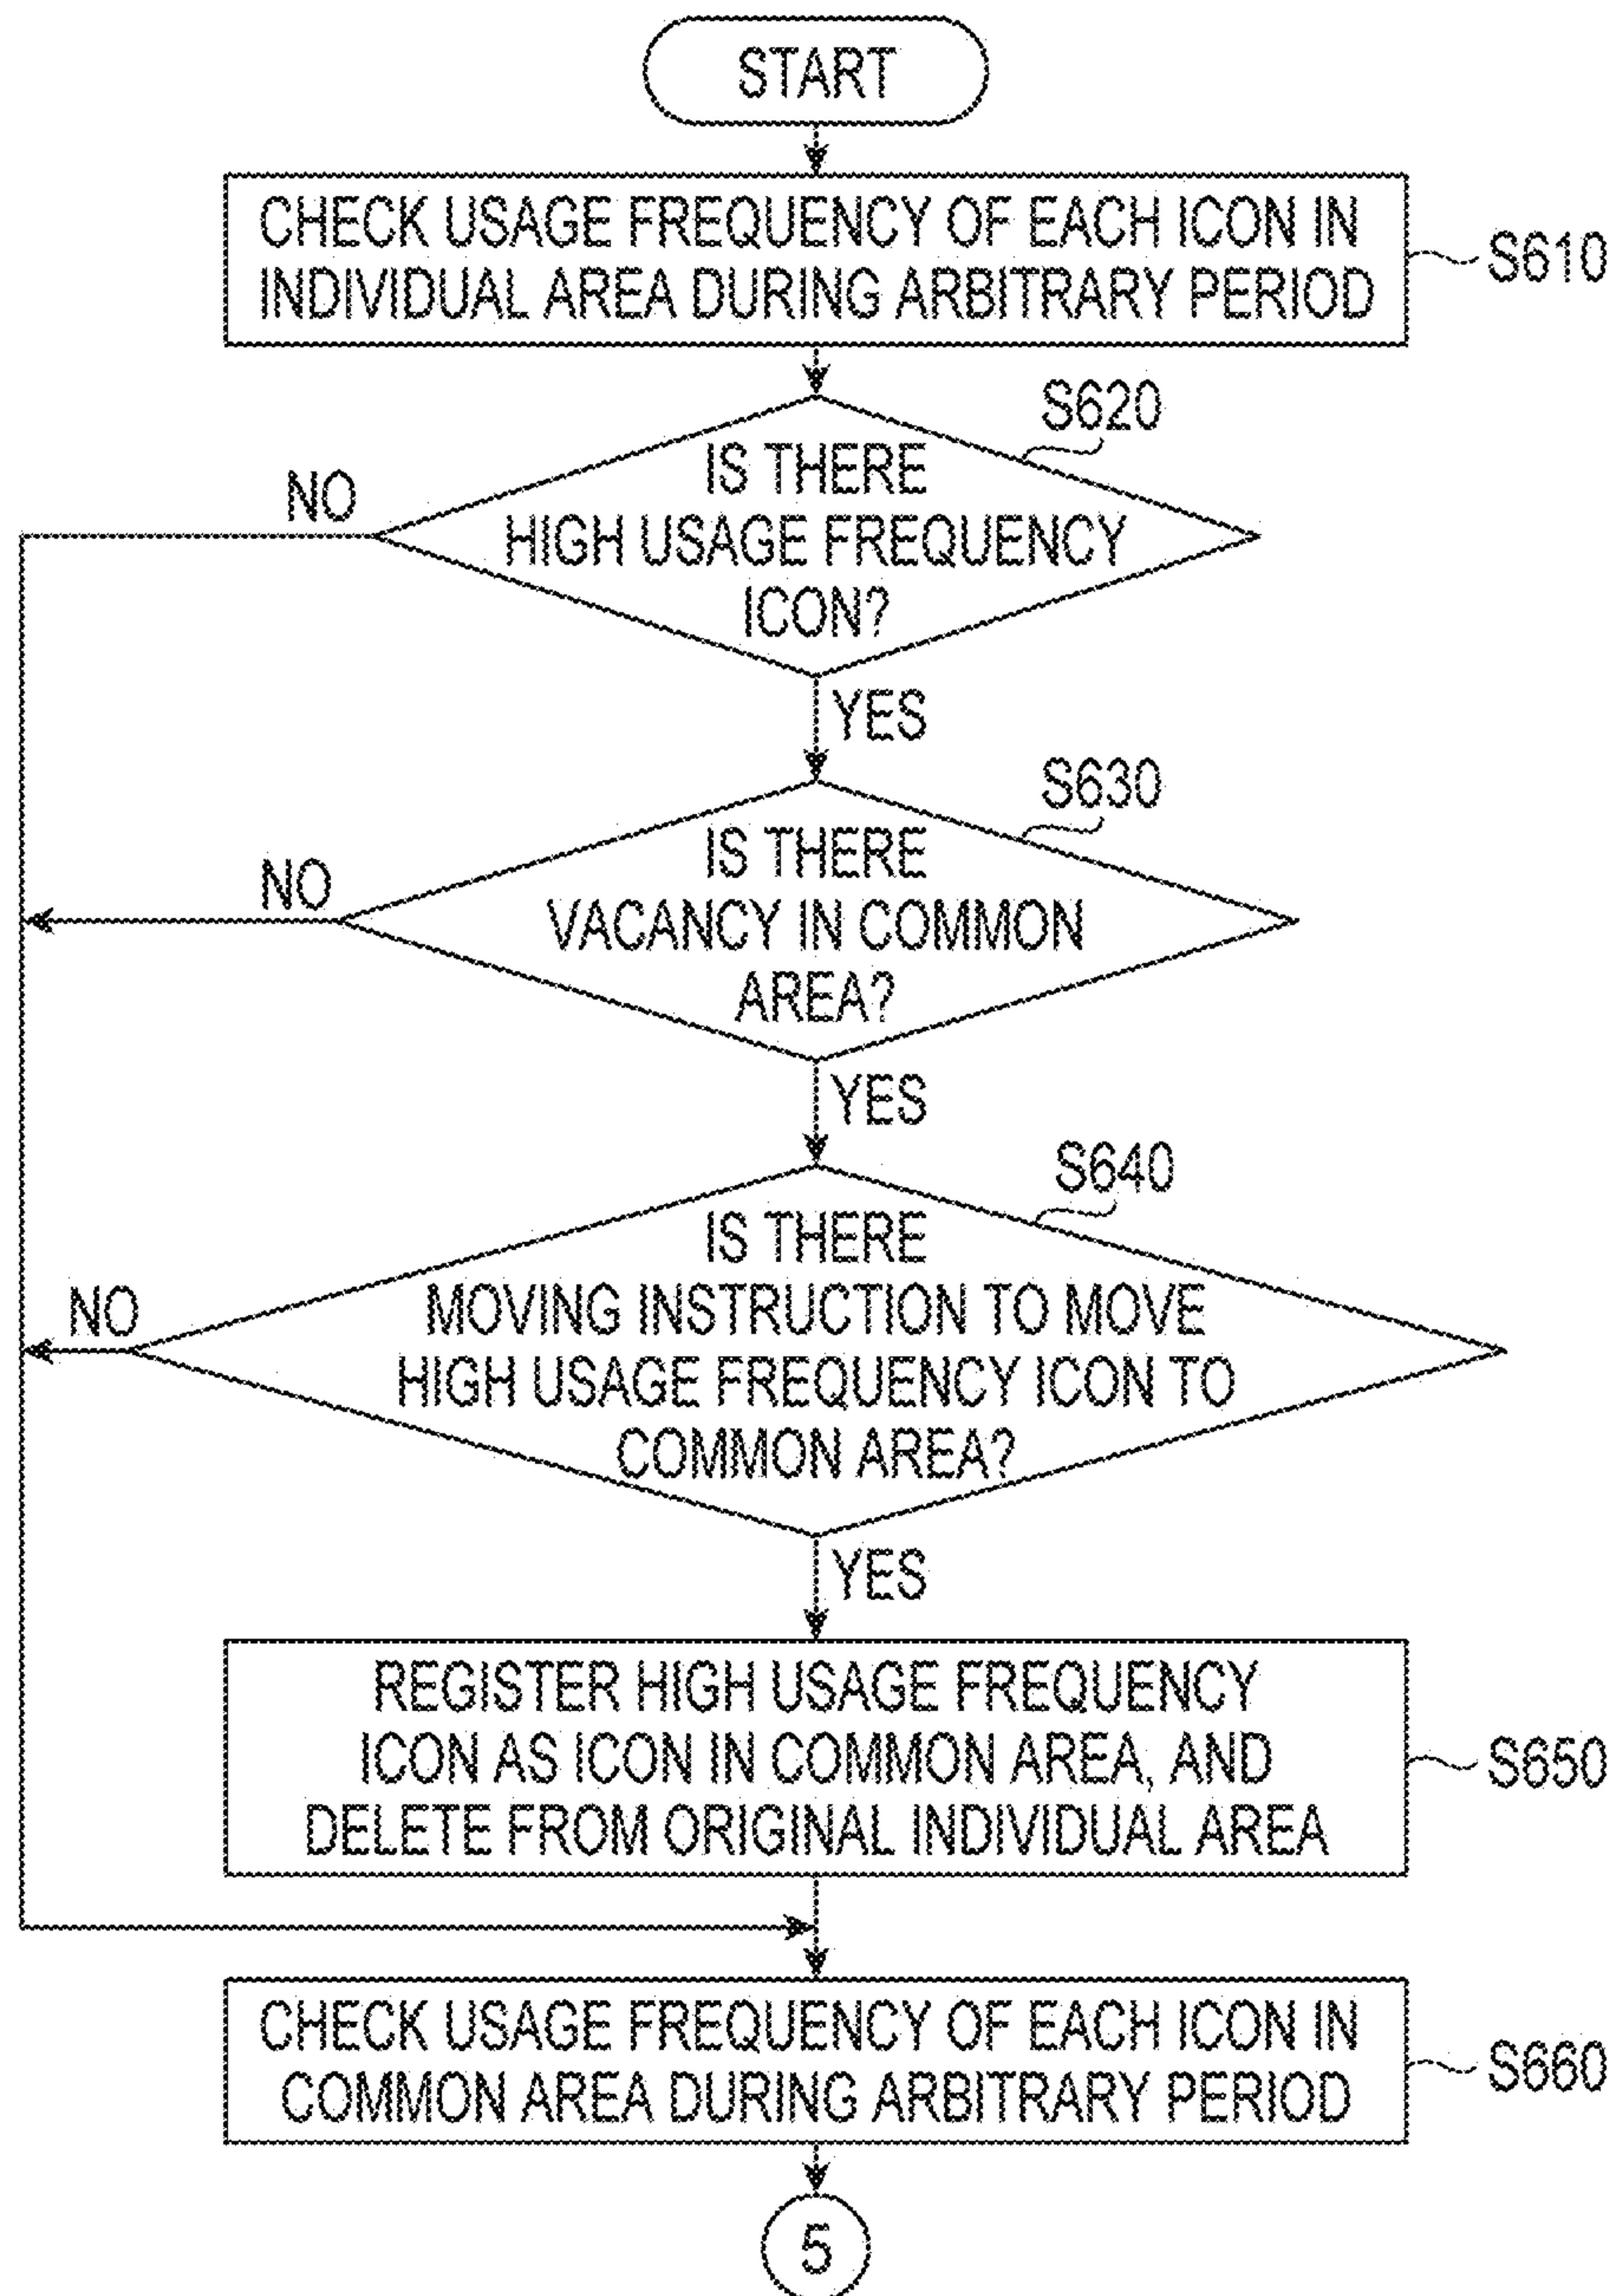 START
CHECK USAGE FREQUENCY OF EACH ICON IN
INDIVIDUAL AREA DURING ARBITRARY PERIOD
S610
S620
IS THERE
HIGH USAGE FREQUENCY
ICON?
NO
YES
S630
IS THERE
VACANCY IN COMMON
AREA?
NO
YES
S640
IS THERE
MOVING INSTRUCTION TO MOVE
HIGH USAGE FREQUENCY ICON TO
COMMON AREA?
NO
YES
REGISTER HIGH USAGE FREQUENCY
ICON AS ICON IN COMMON AREA, AND
DELETE FROM ORIGINAL INDIVIDUAL AREA
S650
CHECK USAGE FREQUENCY OF EACH ICON IN
COMMON AREA DURING ARBITRARY PERIOD
S660
5